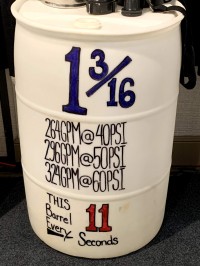 1 3/16
264GPM@40PSI
296GPM@50PSI
324GPM@60PSI
THIS
Barrel 11
Every Seconds